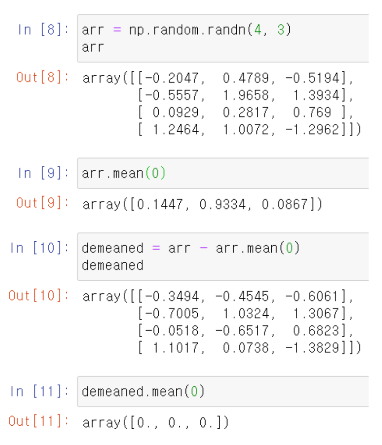 In [8]: arr = np.random.randn(4, 3)
arr
Out[8]: array([[-0.2047,  0.4789, -0.5194],
[-0.5557,  1.9658,  1.3934],
[ 0.0929,  0.2817,  0.769 ],
[ 1.2464,  1.0072, -1.2962]])
In [9]: arr.mean(0)
Out[9]: array([0.1447, 0.9334, 0.0867])
In [10]: demeaned = arr - arr.mean(0)
demeaned
Out[10]: array([[-0.3494, -0.4545, -0.6061],
[-0.7005,  1.0324,  1.3067],
[-0.0518, -0.6517,  0.6823],
[ 1.1017,  0.0738, -1.3829]])
In [11]: demeaned.mean(0)
Out[11]: array([0., 0., 0.])